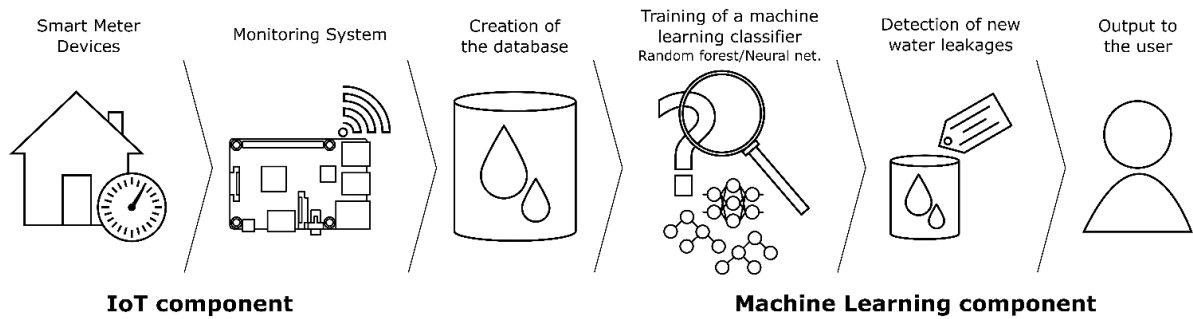 Smart Meter
Devices
Monitoring System
Creation of
the database
Training of a machine
learning classifier
Random forest/Neural net.
Detection of new
water leakages
Output to
the user
IoT component
Machine Learning component